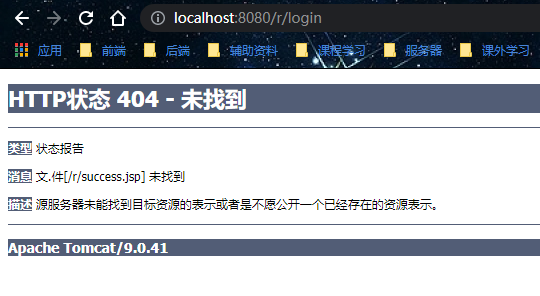 localhost:8080/r/login
应用 前端 后端 辅助资料 课程学习 服务器 课外学习
HTTP状态 404 - 未找到
类型 状态报告
消息 文.件[/r/success.jsp] 未找到
描述 源服务器未能找到目标资源的表示或者是不愿公开一个已经存在的资源表示。
Apache Tomcat/9.0.41